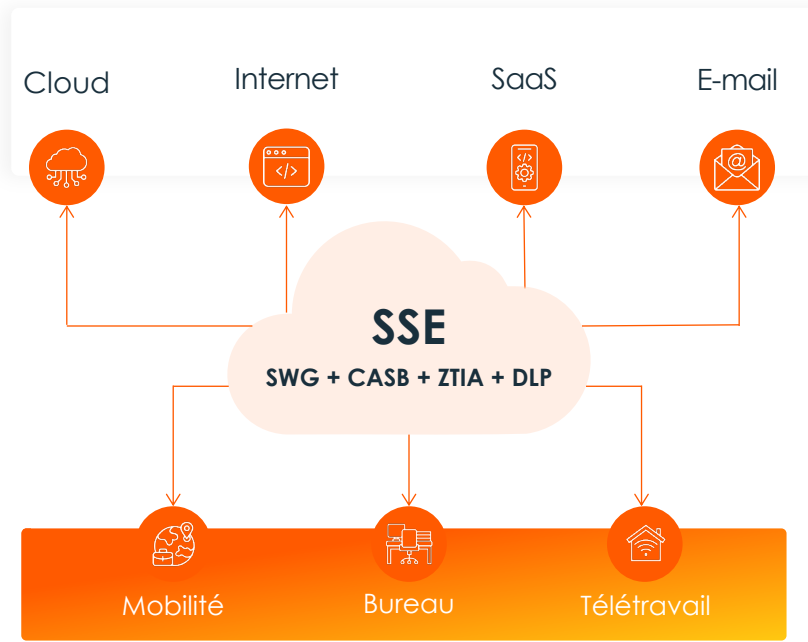 Cloud
Internet
SaaS
E-mail
</>
</>
@
SSE
SWG + CASB + ZTIA + DLP
Mobilité
Bureau
Télétravail